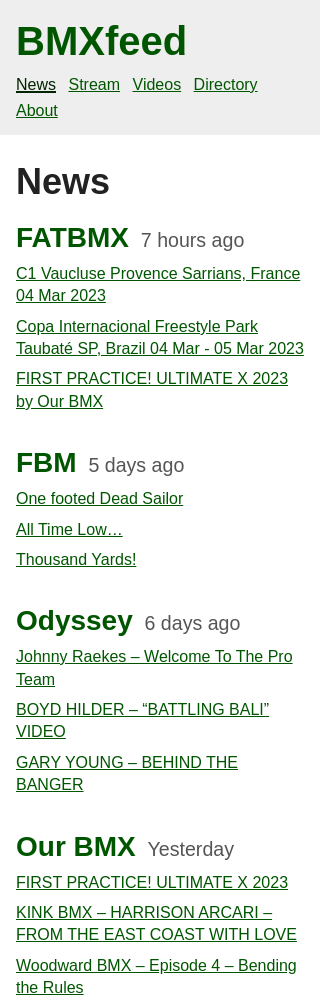 BMXfeed
News Stream Videos Directory
About
News
FATBMX 7 hours ago
C1 Vaucluse Provence Sarrians, France
04 Mar 2023
Copa Internacional Freestyle Park
Taubaté SP, Brazil 04 Mar - 05 Mar 2023
FIRST PRACTICE! ULTIMATE X 2023
by Our BMX
FBM 5 days ago
One footed Dead Sailor
All Time Low…
Thousand Yards!
Odyssey 6 days ago
Johnny Raekes – Welcome To The Pro
Team
BOYD HILDER – “BATTLING BALI”
VIDEO
GARY YOUNG – BEHIND THE
BANGER
Our BMX Yesterday
FIRST PRACTICE! ULTIMATE X 2023
KINK BMX – HARRISON ARCARI –
FROM THE EAST COAST WITH LOVE
Woodward BMX – Episode 4 – Bending
the Rules